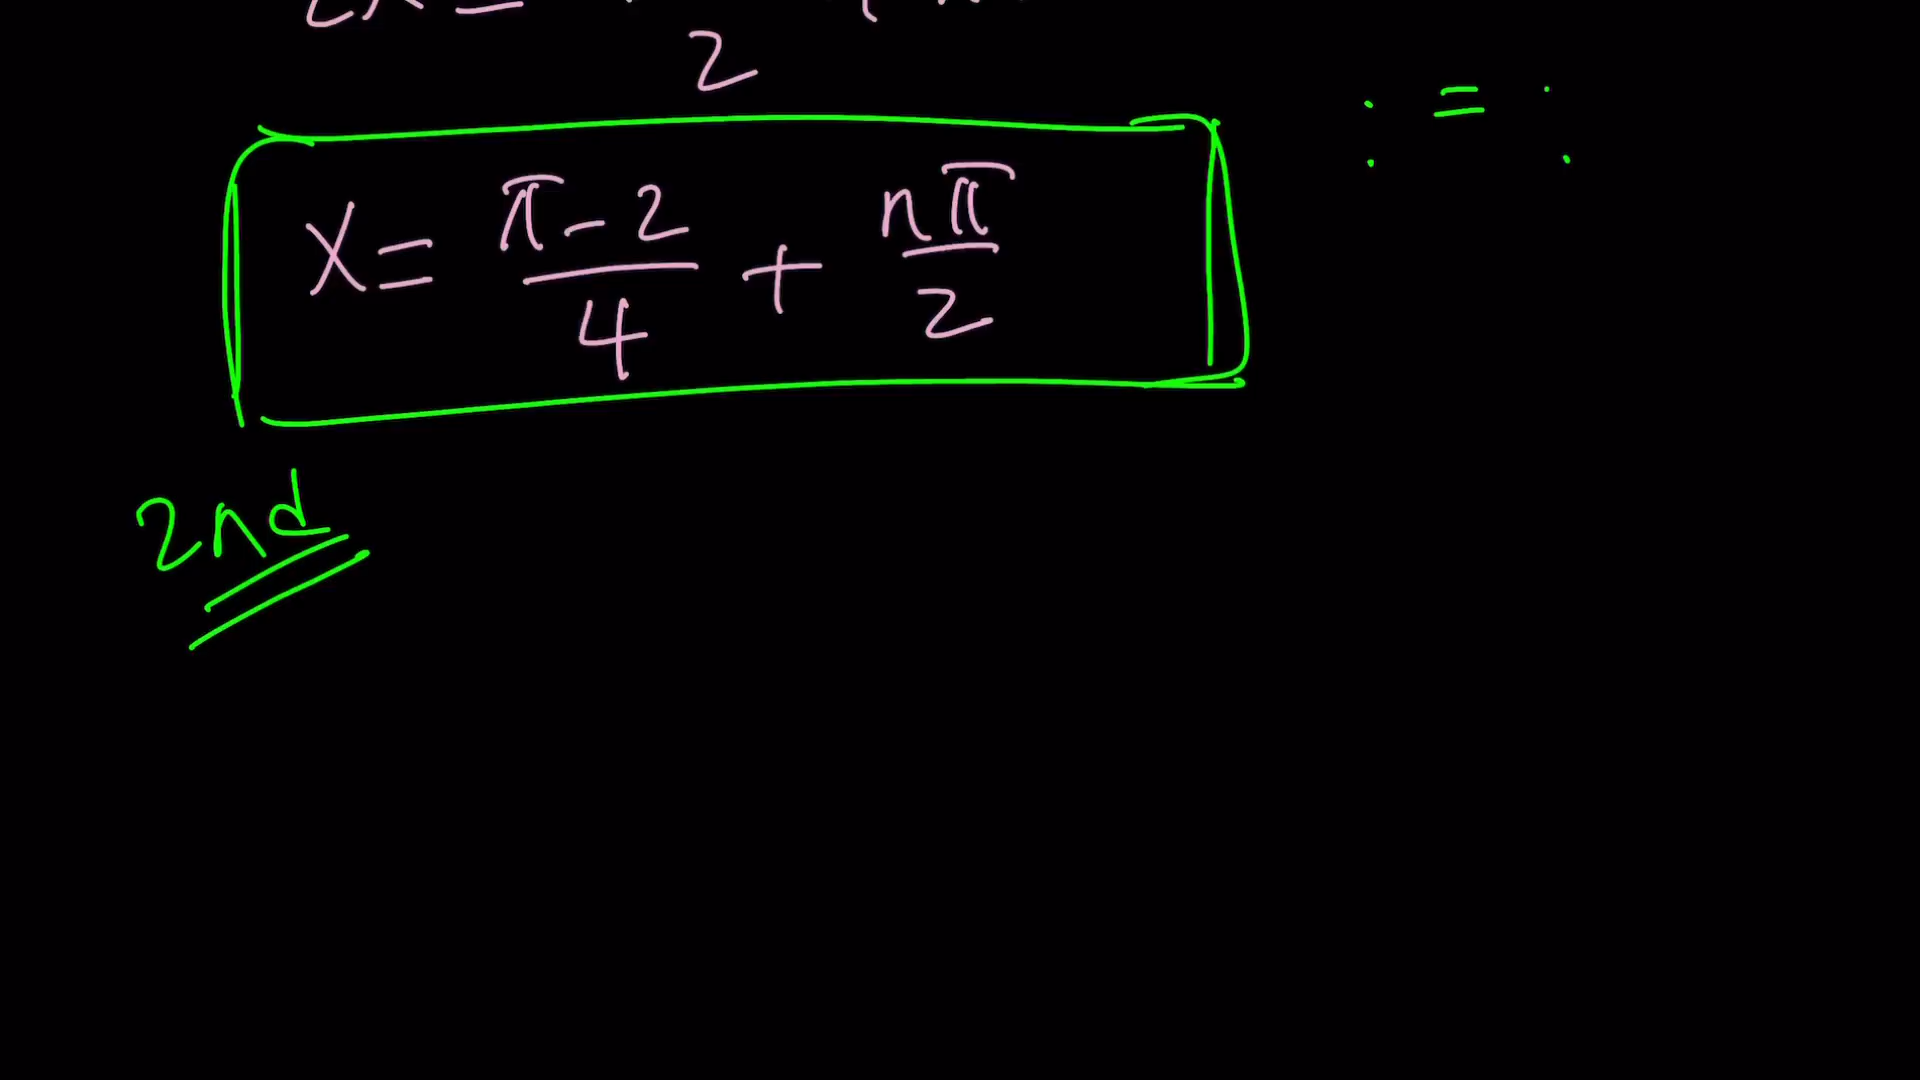 2
x = π-2/4 + nπ/2
: = :
2nd